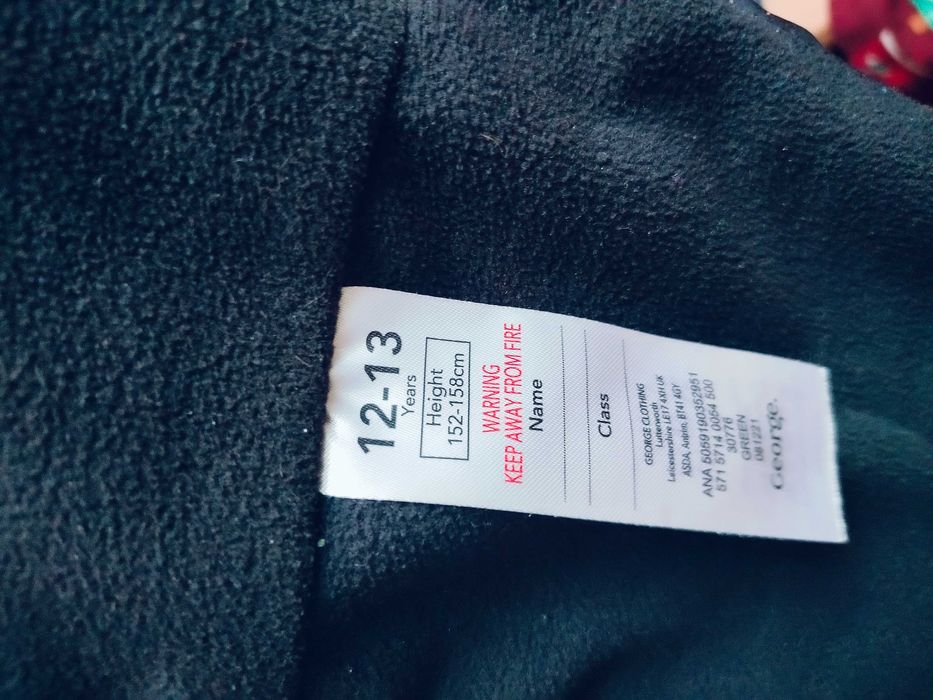 12-13
Years
Height
152-158cm
WARNING
KEEP AWAY FROM FIRE
Name
Class
GEORGE CLOTHING
Lutterworth
Leicestershire LE17 4XH UK
ASDA, Antrim, BT41 4GY
ANA 5059190352951
571 5714 0054 500
30776
GREEN
081221
George.